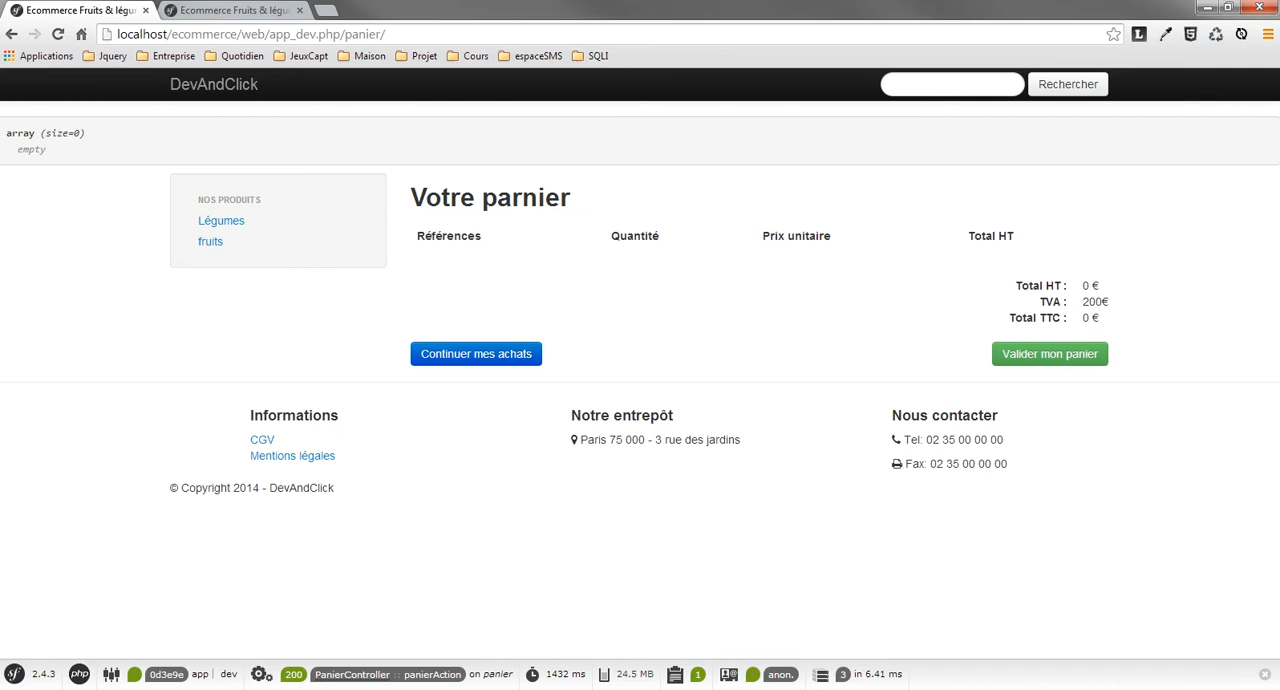 Ecommerce Fruits & légu
Ecommerce Fruits & légu
localhost/ecommerce/web/app_dev.php/panier/
Applications Jquery Entreprise Quotidien JeuxCapt Maison Projet Cours espaceSMS SQLI
DevAndClick Rechercher
array (size=0)
empty
NOS PRODUITS
Légumes
fruits
Votre parnier
Références Quantité Prix unitaire Total HT
Total HT : 0 €
TVA : 200€
Total TTC : 0 €
Continuer mes achats Valider mon panier
Informations
CGV
Mentions légales
Notre entrepôt
Paris 75 000 - 3 rue des jardins
Nous contacter
Tel: 02 35 00 00 00
Fax: 02 35 00 00 00
© Copyright 2014 - DevAndClick
sf 2.4.3 php 0d3e9e app | dev 200 PanierController :: panierAction on panier 1432 ms 24.5 MB 1 anon. 3 in 6.41 ms